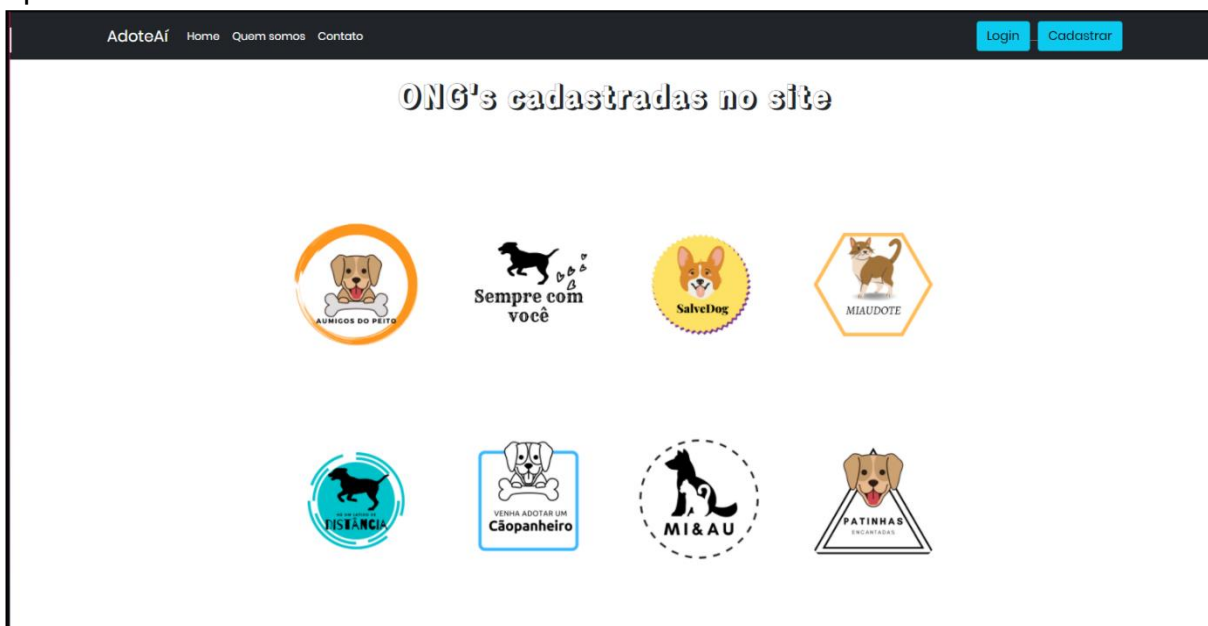 AdoteAí Home Quem somos Contato Login Cadastrar
ONG's cadastradas no site
AUMIGOS DO PEITO
Sempre com
você
SalveDog
MIAUDOTE
DISTÂNCIA
VENHA ADOTAR UM
Cãopanheiro
MI&AU
PATINHAS
ENCANTADAS